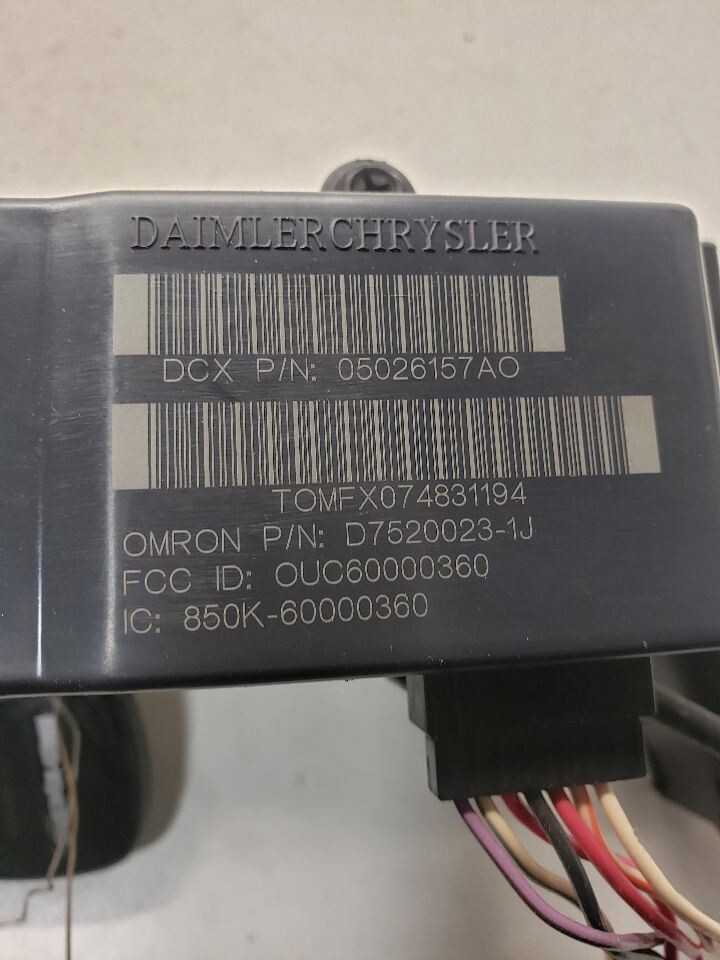 DAIMLERCHRYSLER
DCX P/N: 05026157AO
TOMFX074831194
OMRON P/N: D7520023-1J
FCC ID: OUC60000360
IC: 850K-60000360